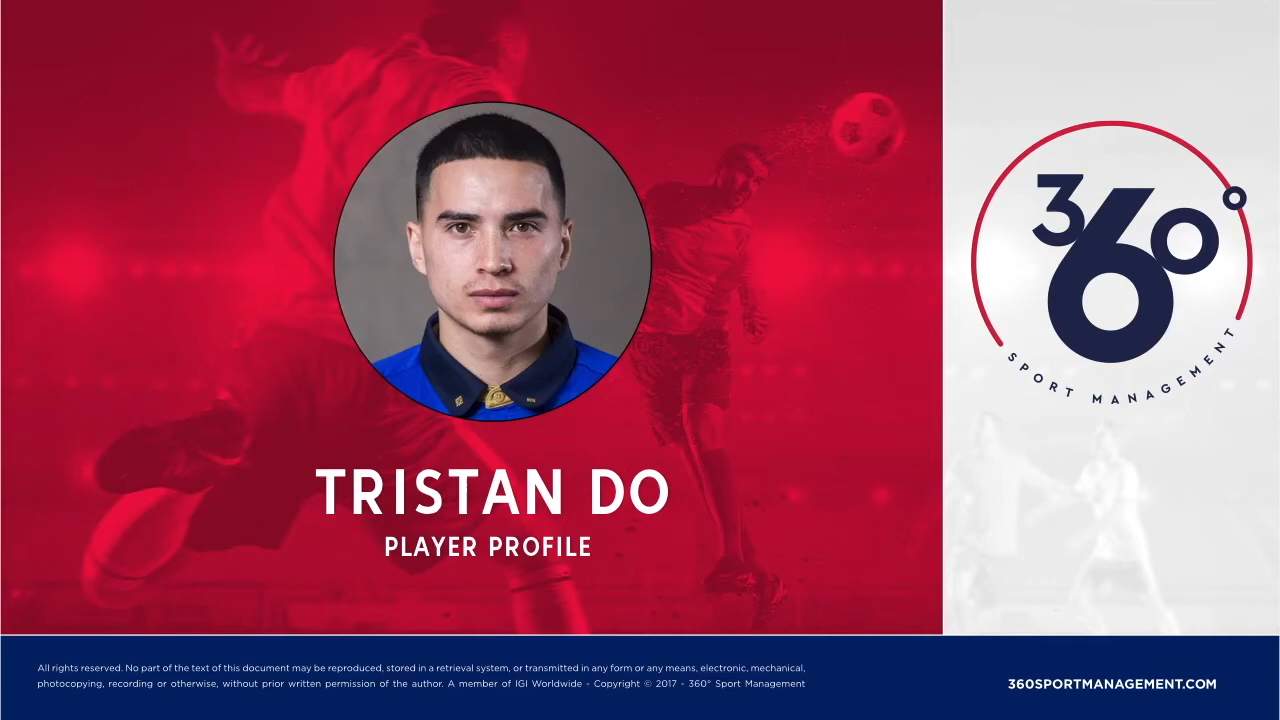 360°
SPORT MANAGEMENT
TRISTAN DO
PLAYER PROFILE
All rights reserved. No part of the text of this document may be reproduced, stored in a retrieval system, or transmitted in any form or any means, electronic, mechanical,
photocopying, recording or otherwise, without prior written permission of the author. A member of IGI Worldwide - Copyright © 2017 - 360° Sport Management
360SPORTMANAGEMENT.COM